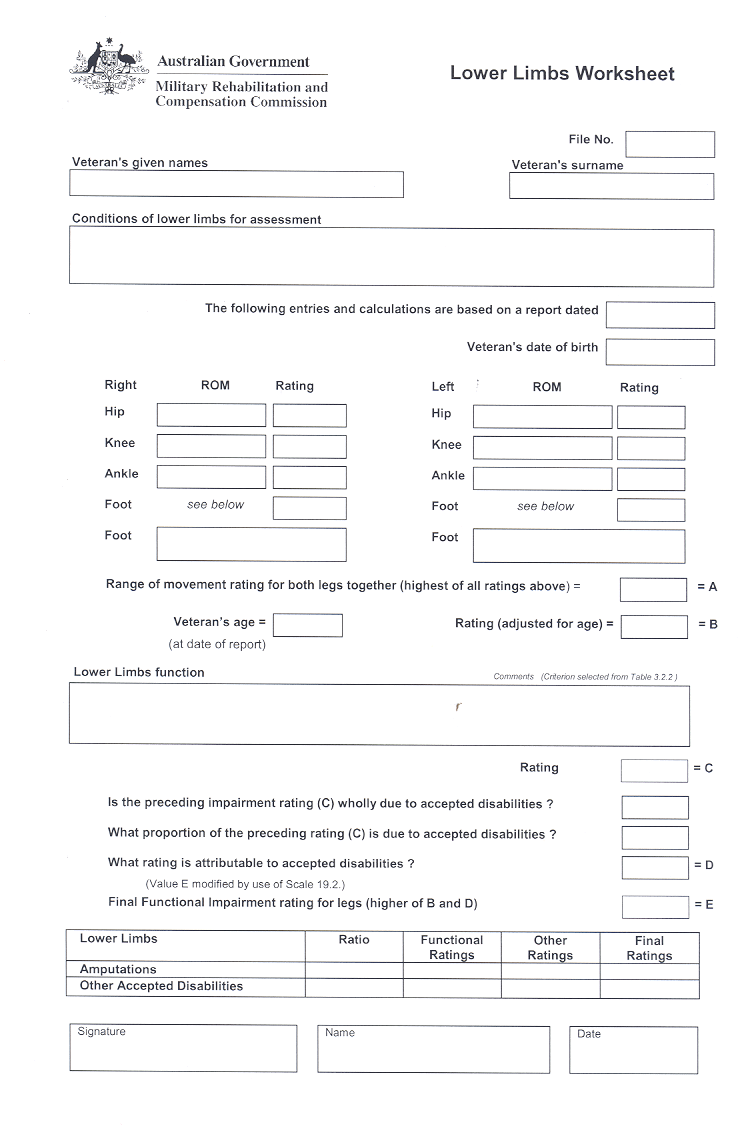 Australian Government
Military Rehabilitation and
Compensation Commission
Lower Limbs Worksheet
File No.
Veteran's given names
Veteran's surname
Conditions of lower limbs for assessment
The following entries and calculations are based on a report dated
Veteran's date of birth
Right ROM Rating Left ROM Rating
Hip Hip
Knee Knee
Ankle Ankle
Foot see below Foot see below
Foot Foot
Range of movement rating for both legs together (highest of all ratings above) = = A
Veteran's age = Rating (adjusted for age) = = B
(at date of report)
Lower Limbs function Comments (Criterion selected from Table 3.2.2 )
Rating = C
Is the preceding impairment rating (C) wholly due to accepted disabilities ?
What proportion of the preceding rating (C) is due to accepted disabilities ?
What rating is attributable to accepted disabilities ? = D
(Value E modified by use of Scale 19.2.)
Final Functional Impairment rating for legs (higher of B and D) = E
Lower Limbs Ratio Functional Ratings Other Ratings Final Ratings
Amputations
Other Accepted Disabilities
Signature Name Date